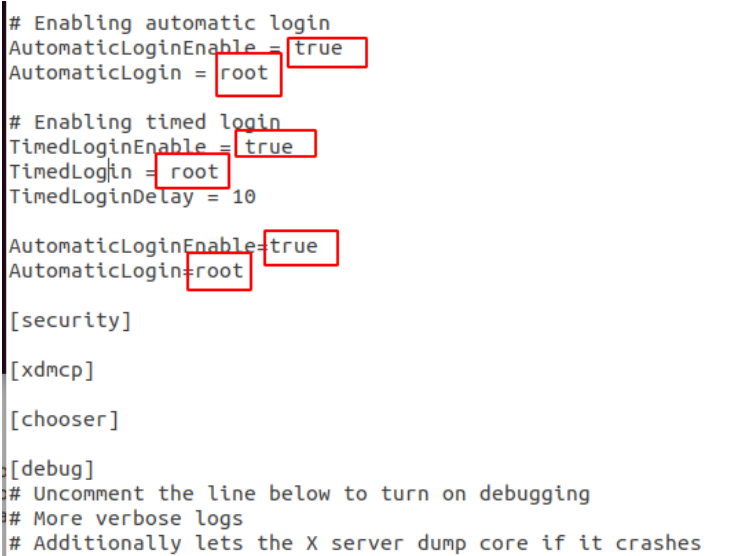 # Enabling automatic login
AutomaticLoginEnable = true
AutomaticLogin = root
# Enabling timed login
TimedLoginEnable = true
TimedLogin = root
TimedLoginDelay = 10
AutomaticLoginEnable=true
AutomaticLogin=root
[security]
[xdmcp]
[chooser]
[debug]
# Uncomment the line below to turn on debugging
# More verbose logs
# Additionally lets the X server dump core if it crashes